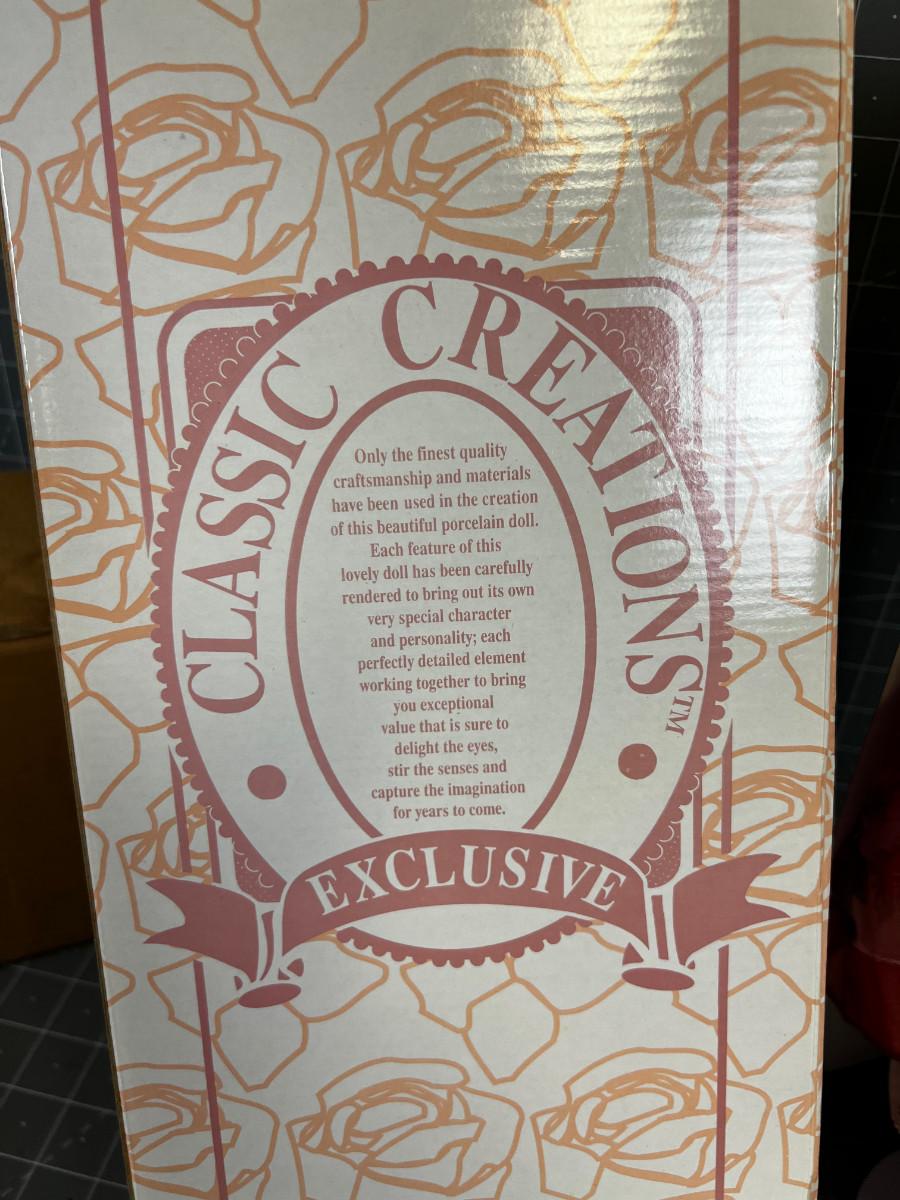 CLASSIC CREATIONS™
Only the finest quality
craftsmanship and materials
have been used in the creation
of this beautiful porcelain doll.
Each feature of this
lovely doll has been carefully
rendered to bring out its own
very special character
and personality; each
perfectly detailed element
working together to bring
you exceptional
value that is sure to
delight the eyes,
stir the senses and
capture the imagination
for years to come.
EXCLUSIVE